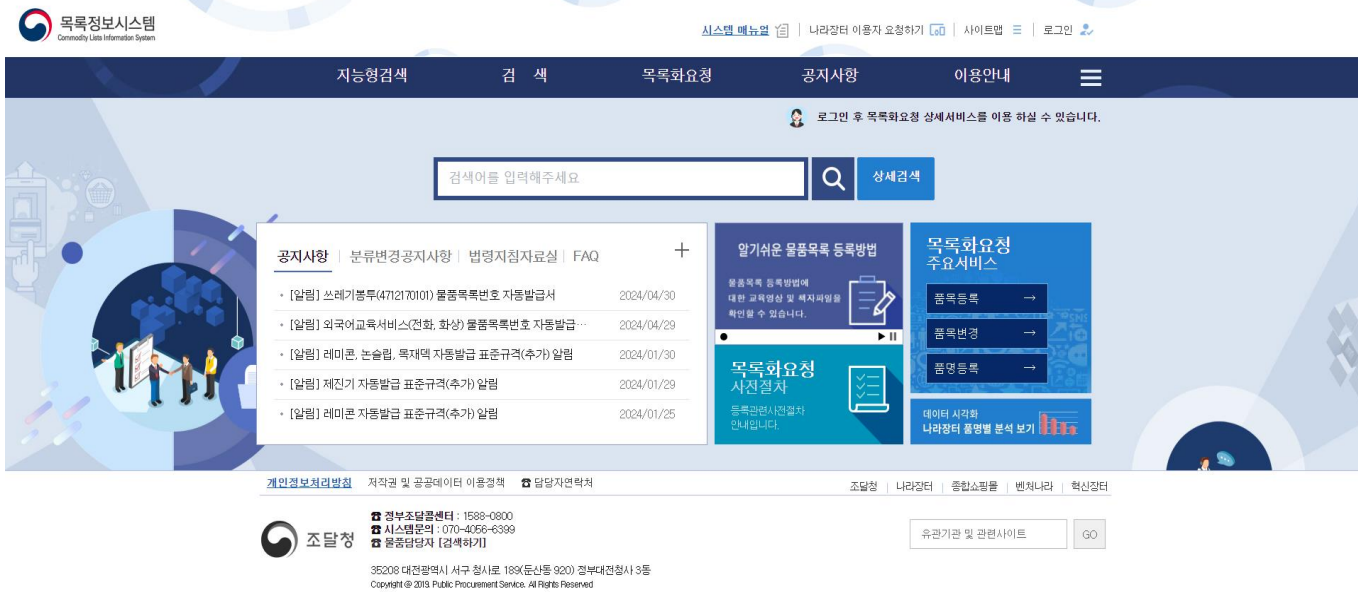 목록정보시스템
Commodity Lists Information System
시스템 매뉴얼 나라장터 이용자 요청하기 사이트맵 로그인
지능형검색 검 색 목록화요청 공지사항 이용안내
로그인 후 목록화요청 상세서비스를 이용 하실 수 있습니다.
검색어를 입력해주세요 상세검색
공지사항 분류변경공지사항 법령지침자료실 FAQ
[알림] 쓰레기봉투(4712170101) 물품목록번호 자동발급서 2024/04/30
[알림] 외국어교육서비스(전화, 화상) 물품목록번호 자동발급… 2024/04/29
[알림] 레미콘, 논슬립, 목재덱 자동발급 표준규격(추가) 알림 2024/01/30
[알림] 제진기 자동발급 표준규격(추가) 알림 2024/01/29
[알림] 레미콘 자동발급 표준규격(추가) 알림 2024/01/25
알기쉬운 물품목록 등록방법
물품목록 등록방법에
대한 교육영상 및 책자파일을
확인할 수 있습니다.
목록화요청
사전절차
등록관련사전절차
안내입니다.
목록화요청
주요서비스
품목등록 →
품목변경 →
품명등록 →
데이터 시각화
나라장터 품명별 분석 보기
개인정보처리방침 저작권 및 공공데이터 이용정책 ☎ 담당자연락처
조달청 나라장터 종합쇼핑몰 벤처나라 혁신장터
조달청
☎ 정부조달콜센터 : 1588-0800
☎ 시스템문의 : 070-4056-6399
☎ 물품담당자 [검색하기]
35208 대전광역시 서구 청사로 189(둔산동 920) 정부대전청사 3동
Copyright @ 2019. Public Procurement Service. All Rights Reserved
유관기관 및 관련사이트 GO